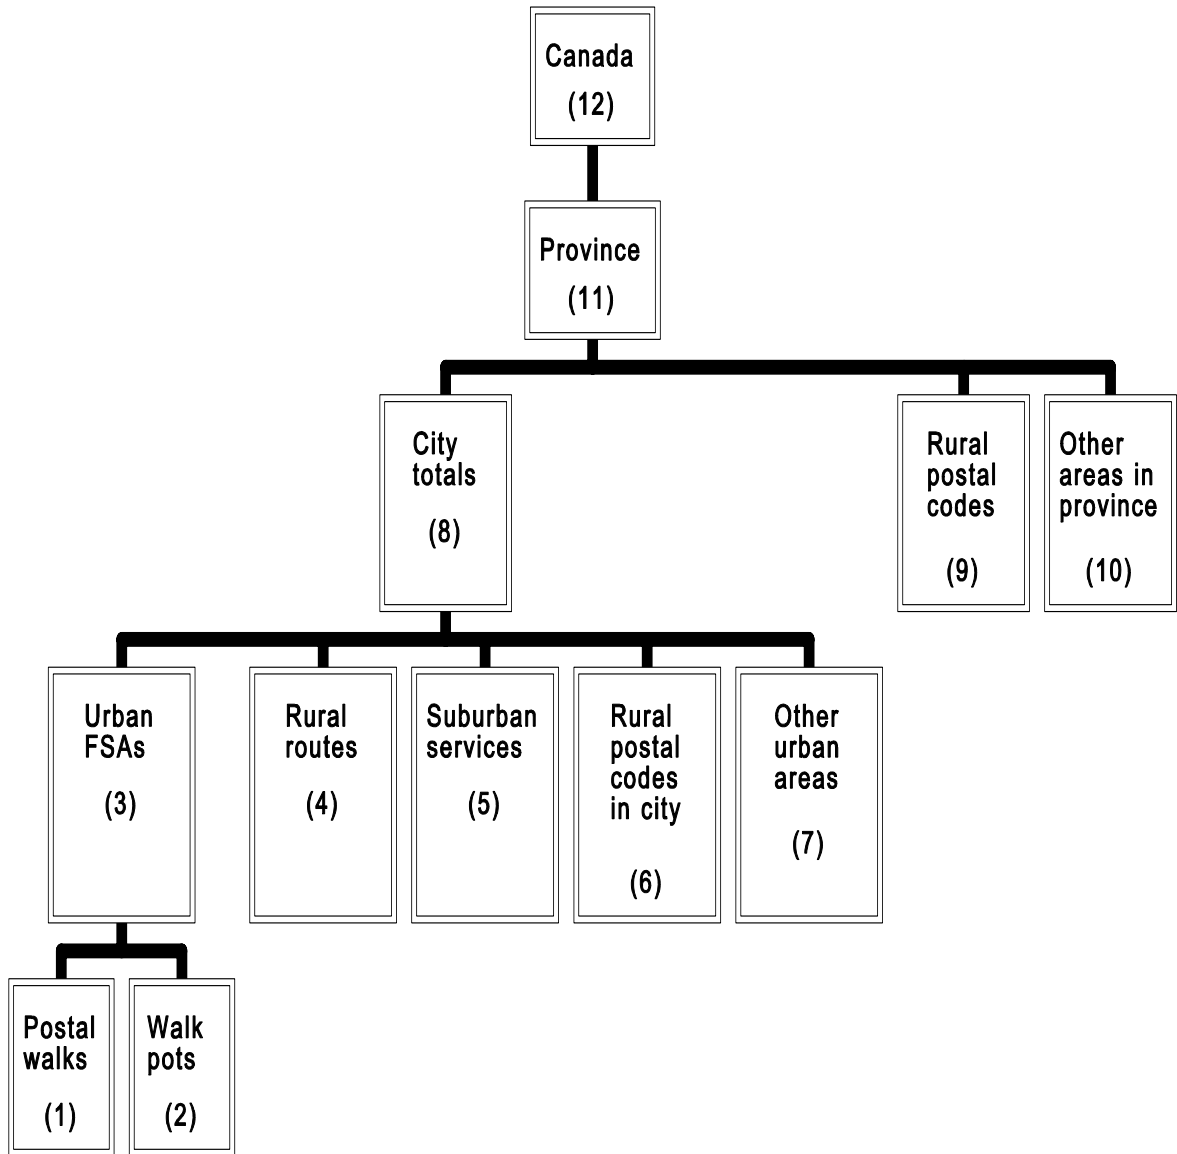 Canada
(12)
Province
(11)
City
totals
(8)
Rural
postal
codes
(9)
Other
areas in
province
(10)
Urban
FSAs
(3)
Rural
routes
(4)
Suburban
services
(5)
Rural
postal
codes
in city
(6)
Other
urban
areas
(7)
Postal
walks
(1)
Walk
pots
(2)